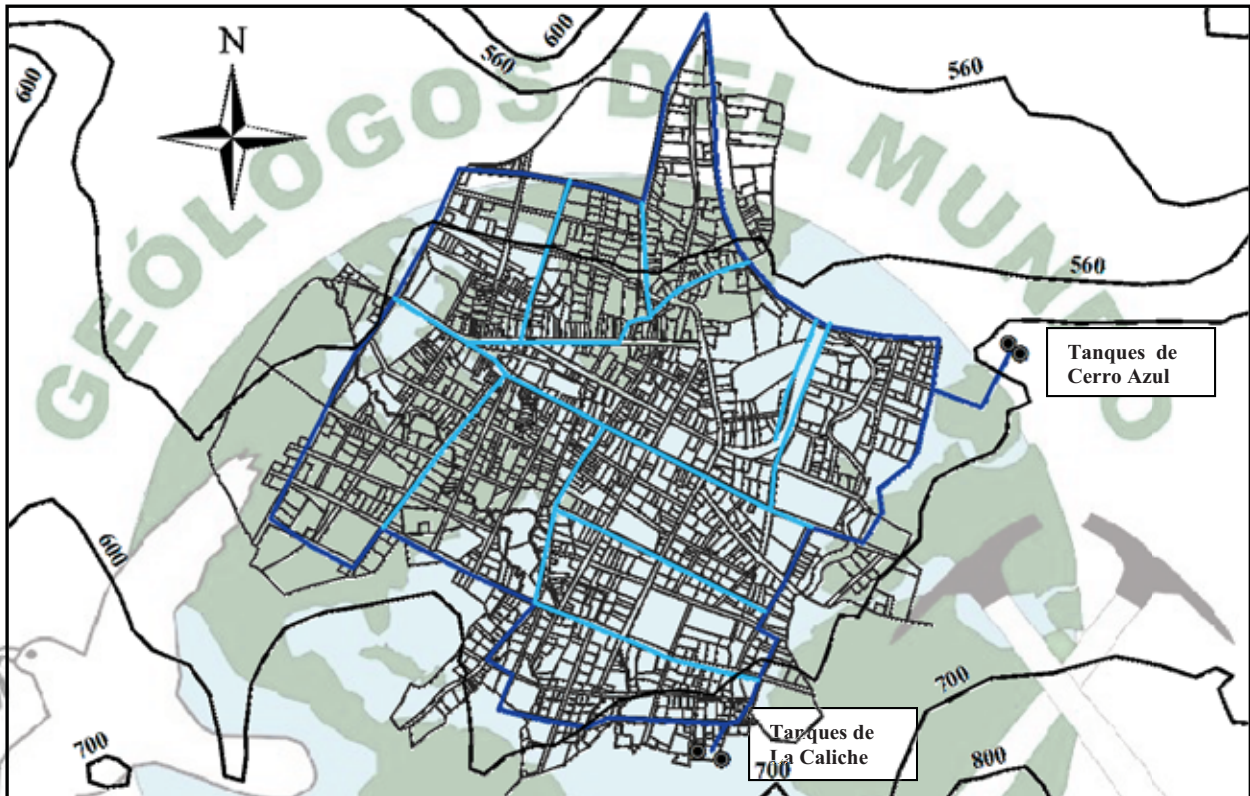 600
N
560
600
560
GEÓLOGOS DEL MUNDO
560
Tanques de
Cerro Azul
600
700
700
Tanques de
La Caliche
700
800